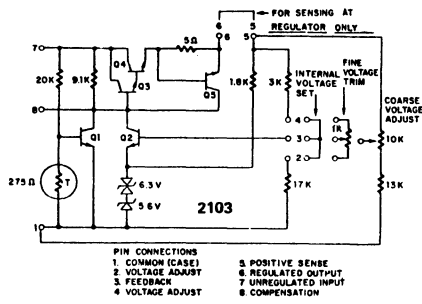 FOR SENSING AT
REGULATOR ONLY
6 5
6 5
7
5Ω
Q4
Q3
Q5
20K
9.1K
1.8K
3K
INTERNAL
VOLTAGE
SET
FINE
VOLTAGE
TRIM
COARSE
VOLTAGE
ADJUST
8
Q1
Q2
4
3
2
1K
10K
275Ω
T
6.3 V
5.6 V
2103
17K
13K
1
PIN CONNECTIONS
1. COMMON (CASE)
2. VOLTAGE ADJUST
3. FEEDBACK
4 VOLTAGE ADJUST
5. POSITIVE SENSE
6. REGULATED OUTPUT
7 UNREGULATED INPUT
8 COMPENSATION